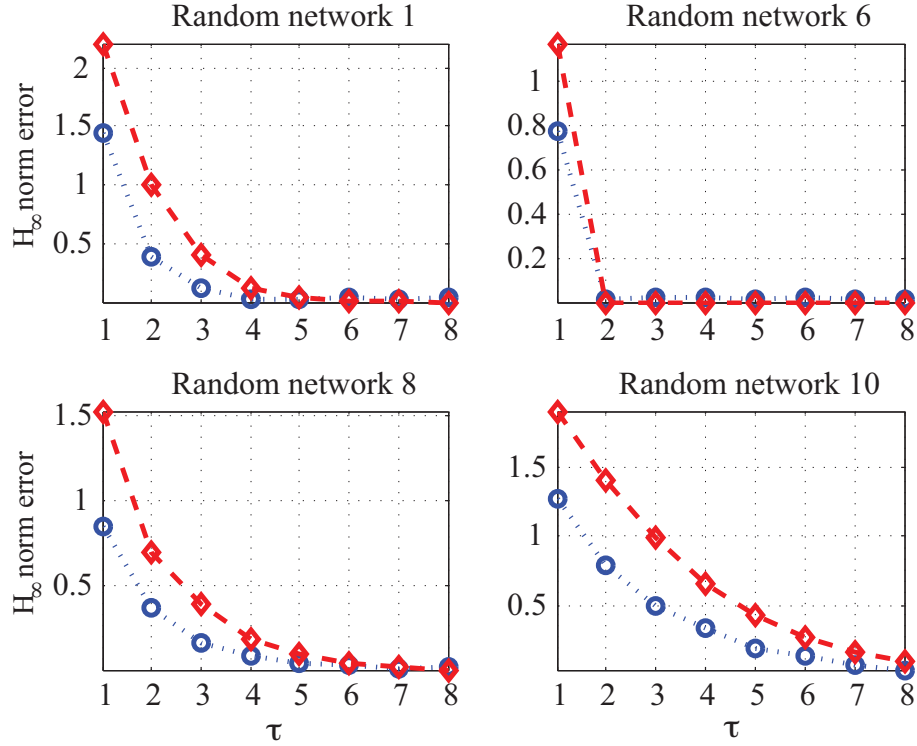 Random network 1
H∞ norm error
2
1.5
1
0.5
1 2 3 4 5 6 7 8
Random network 6
1
0.8
0.6
0.4
0.2
1 2 3 4 5 6 7 8
Random network 8
H∞ norm error
1.5
1
0.5
1 2 3 4 5 6 7 8
τ
Random network 10
1.5
1
0.5
1 2 3 4 5 6 7 8
τ